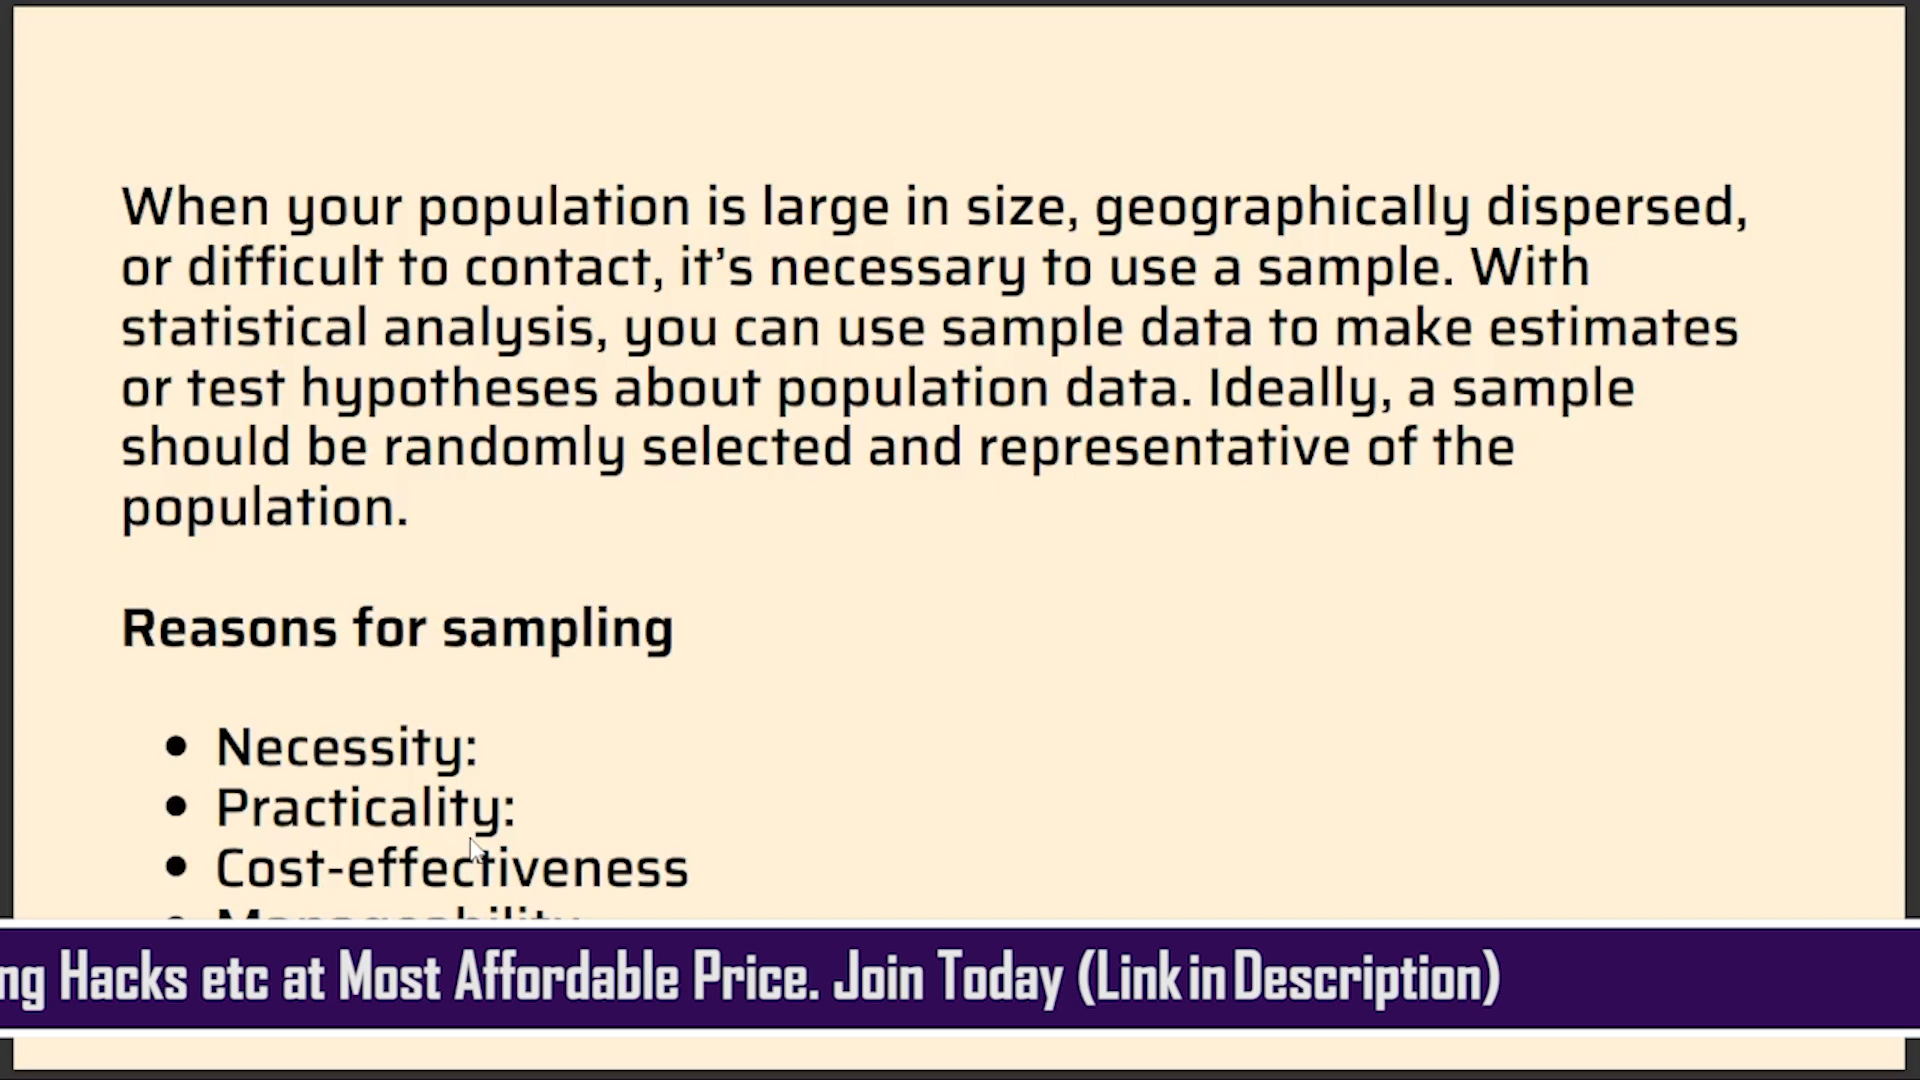 When your population is large in size, geographically dispersed,
or difficult to contact, it’s necessary to use a sample. With
statistical analysis, you can use sample data to make estimates
or test hypotheses about population data. Ideally, a sample
should be randomly selected and representative of the
population.
Reasons for sampling
• Necessity:
• Practicality:
• Cost-effectiveness
• Manageability
ng Hacks etc at Most Affordable Price. Join Today (Link in Description)